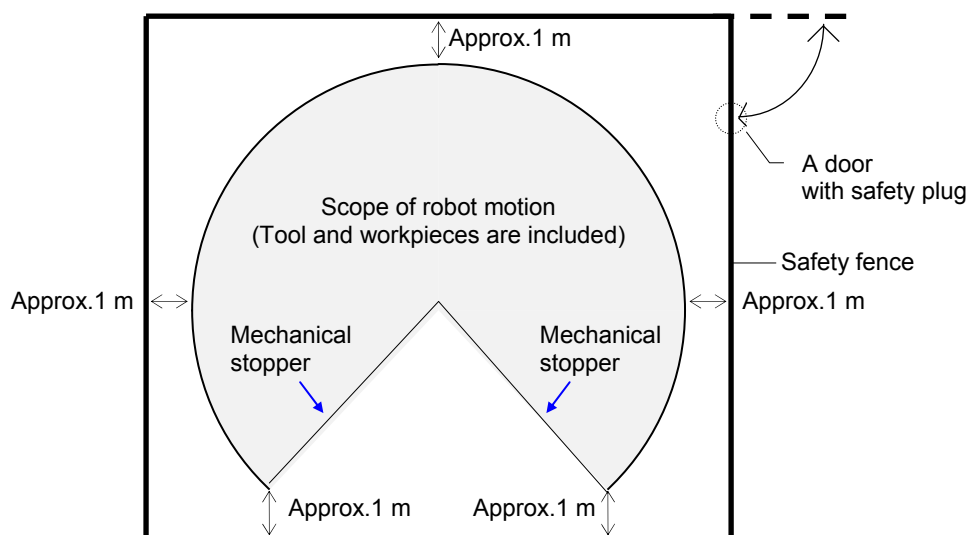 Approx.1 m
A door
with safety plug
Scope of robot motion
(Tool and workpieces are included)
Safety fence
Approx.1 m
Approx.1 m
Mechanical
stopper
Mechanical
stopper
Approx.1 m
Approx.1 m